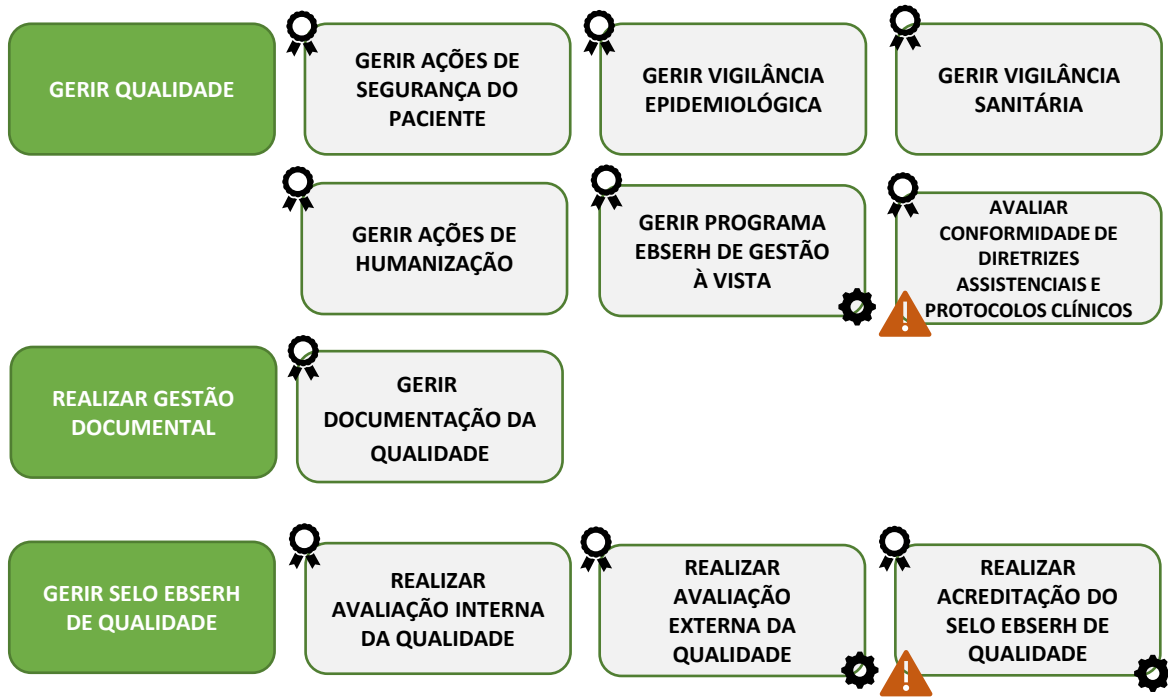 GERIR QUALIDADE
GERIR AÇÕES DE
SEGURANÇA DO
PACIENTE
GERIR VIGILÂNCIA
EPIDEMIOLÓGICA
GERIR VIGILÂNCIA
SANITÁRIA
GERIR AÇÕES DE
HUMANIZAÇÃO
GERIR PROGRAMA
EBSERH DE GESTÃO
À VISTA
AVALIAR
CONFORMIDADE DE
DIRETRIZES
ASSISTENCIAIS E
PROTOCOLOS CLÍNICOS
REALIZAR GESTÃO
DOCUMENTAL
GERIR
DOCUMENTAÇÃO DA
QUALIDADE
GERIR SELO EBSERH
DE QUALIDADE
REALIZAR
AVALIAÇÃO INTERNA
DA QUALIDADE
REALIZAR
AVALIAÇÃO
EXTERNA DA
QUALIDADE
REALIZAR
ACREDITAÇÃO DO
SELO EBSERH DE
QUALIDADE